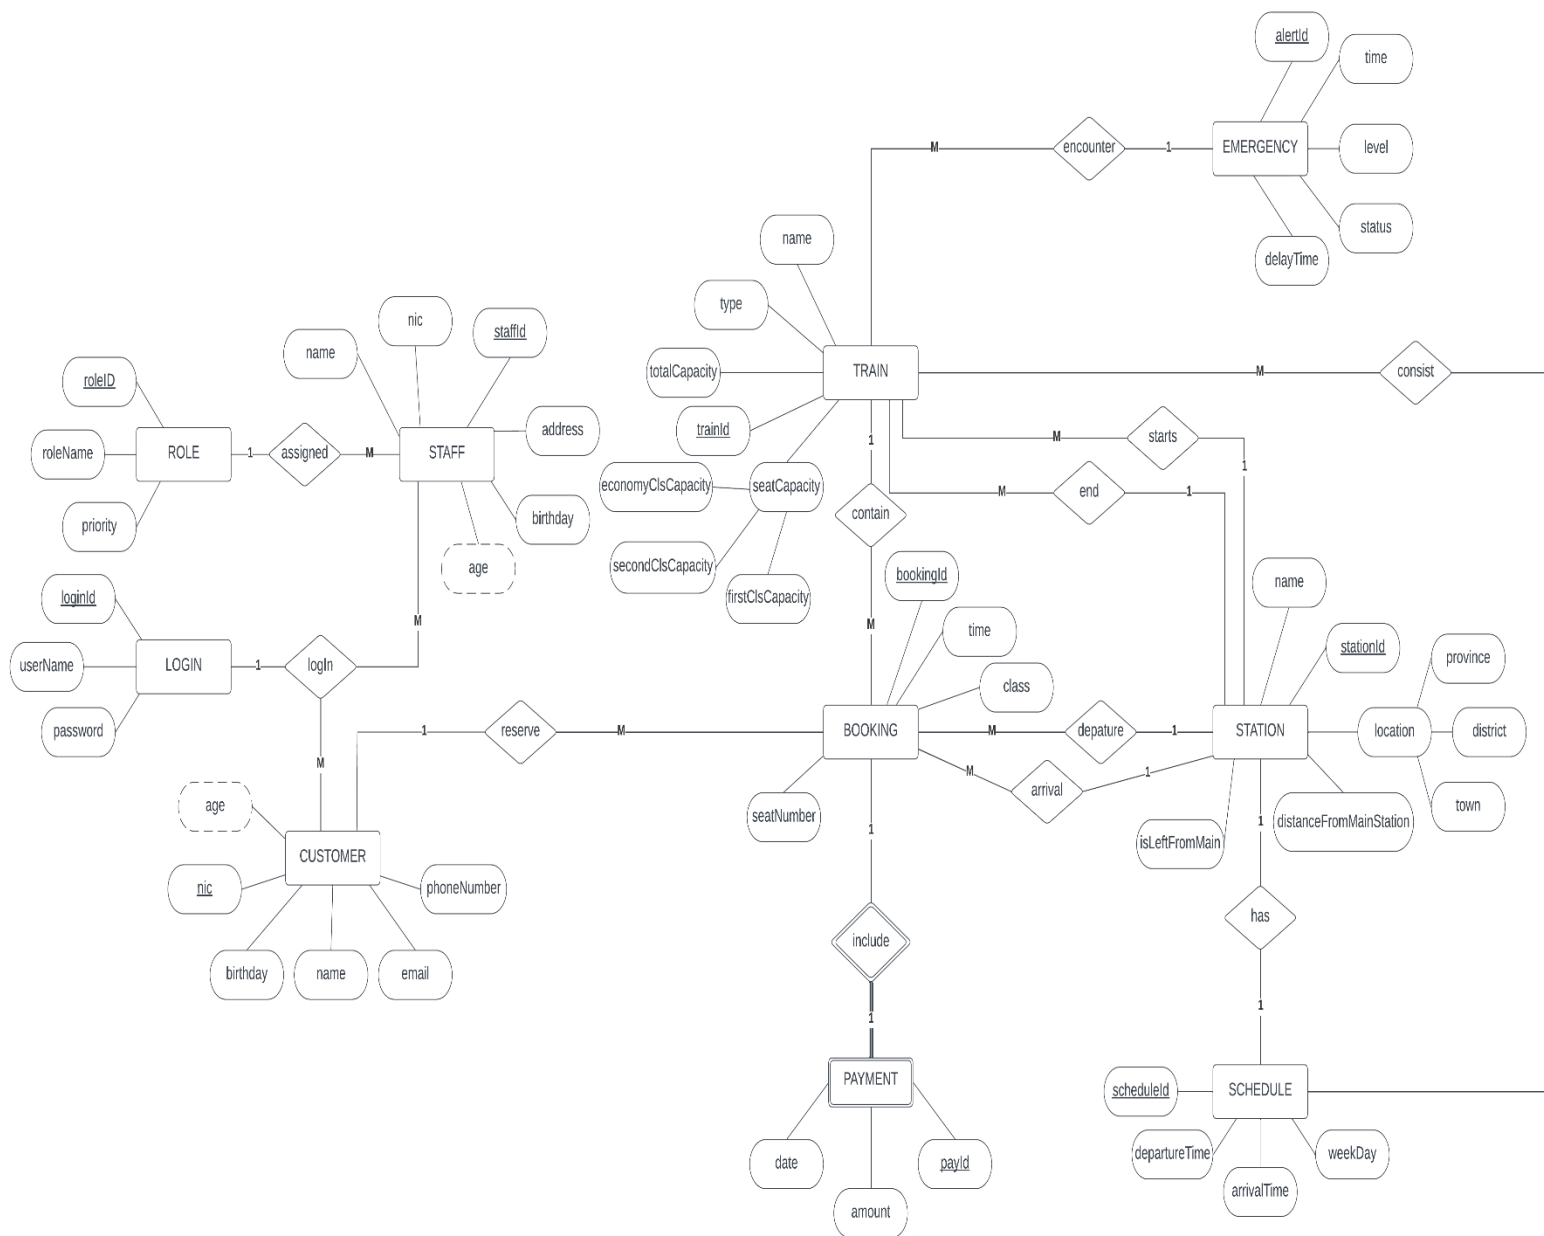 alertId
time
encounter
EMERGENCY
level
M
1
status
delayTime
name
type
totalCapacity
TRAIN
trainId
M
consist
economyClsCapacity
seatCapacity
secondClsCapacity
firstClsCapacity
1
contain
M
M
starts
1
M
end
1
name
nic
staffId
roleID
roleName
ROLE
priority
1
assigned
M
STAFF
address
birthday
age
loginId
userName
LOGIN
password
1
logIn
M
M
bookingId
time
class
BOOKING
seatNumber
1
reserve
M
M
depature
1
M
arrival
1
name
stationId
STATION
location
province
district
town
isLeftFromMain
distanceFromMainStation
age
nic
CUSTOMER
phoneNumber
birthday
name
email
1
include
1
PAYMENT
date
amount
payId
1
has
1
scheduleId
SCHEDULE
departureTime
arrivalTime
weekDay